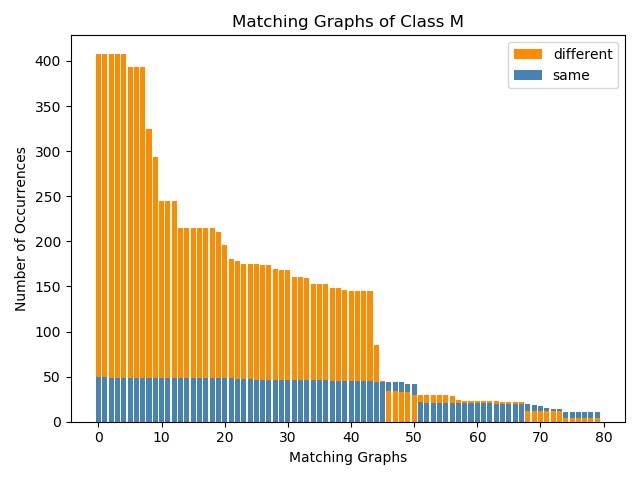 Matching Graphs of Class M
different
same
Number of Occurrences
400
350
300
250
200
150
100
50
0
0 10 20 30 40 50 60 70 80
Matching Graphs